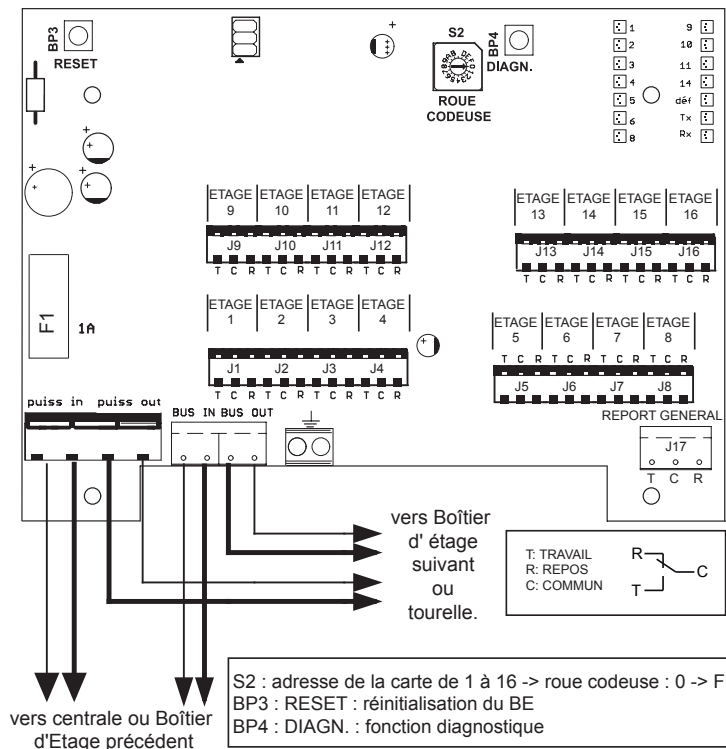 BP3
RESET
S2
ROUE
CODEUSE
BP4
DIAGN.
1 9
2 10
3 11
4 14
5 déf
6 Tx
8 Rx
ETAGE ETAGE ETAGE ETAGE
9 10 11 12
J9 J10 J11 J12
T C R T C R T C R T C R
ETAGE ETAGE ETAGE ETAGE
13 14 15 16
J13 J14 J15 J16
T C R T C R T C R T C R
ETAGE ETAGE ETAGE ETAGE
1 2 3 4
J1 J2 J3 J4
T C R T C R T C R T C R
ETAGE ETAGE ETAGE ETAGE
5 6 7 8
T C R T C R T C R T C R
J5 J6 J7 J8
F1
1A
puiss in puiss out
BUS IN BUS OUT
REPORT GENERAL
J17
T C R
vers Boîtier
d' étage
suivant
ou
tourelle.
T: TRAVAIL
R: REPOS
C: COMMUN
R
C
T
vers centrale ou Boîtier
d'Etage précédent
S2 : adresse de la carte de 1 à 16 -> roue codeuse : 0 -> F
BP3 : RESET : réinitialisation du BE
BP4 : DIAGN. : fonction diagnostique